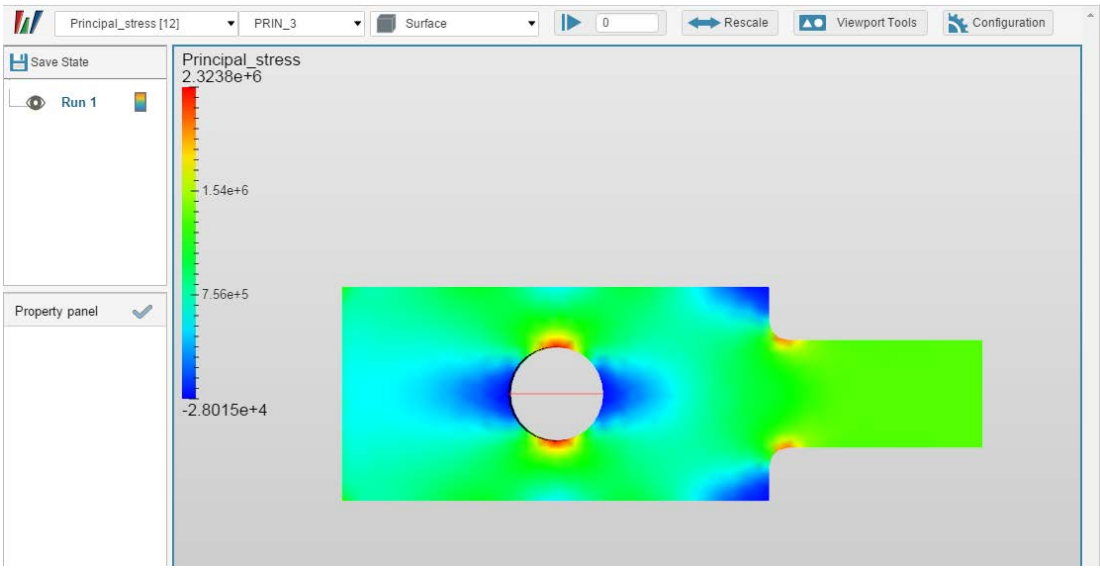 Principal_stress [12] PRIN_3 Surface 0 Rescale Viewport Tools Configuration
Save State
Run 1
Property panel
Principal_stress
2.3238e+6
1.54e+6
7.56e+5
-2.8015e+4